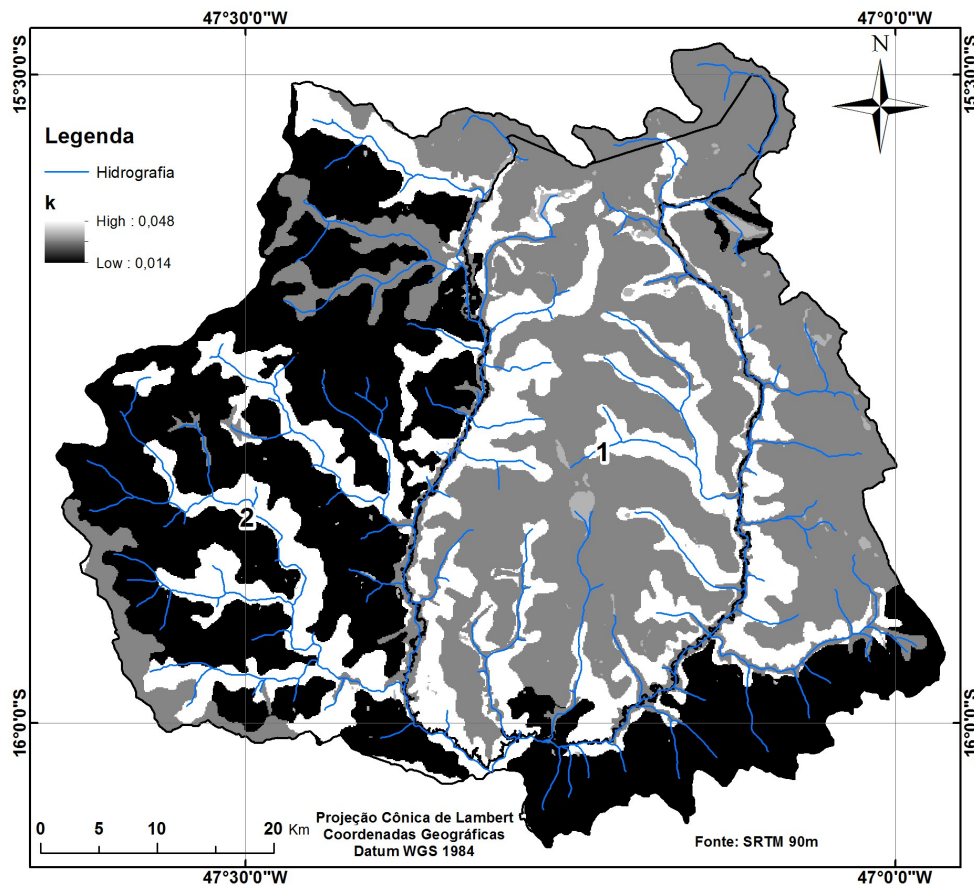 47°30'0"W
47°0'0"W
15°30'0"S
15°30'0"S
N
Legenda
Hidrografia
k
High : 0,048
Low : 0,014
1
2
16°0'0"S
16°0'0"S
0 5 10 20 Km
Projeção Cônica de Lambert
Coordenadas Geográficas
Datum WGS 1984
Fonte: SRTM 90m
47°30'0"W
47°0'0"W